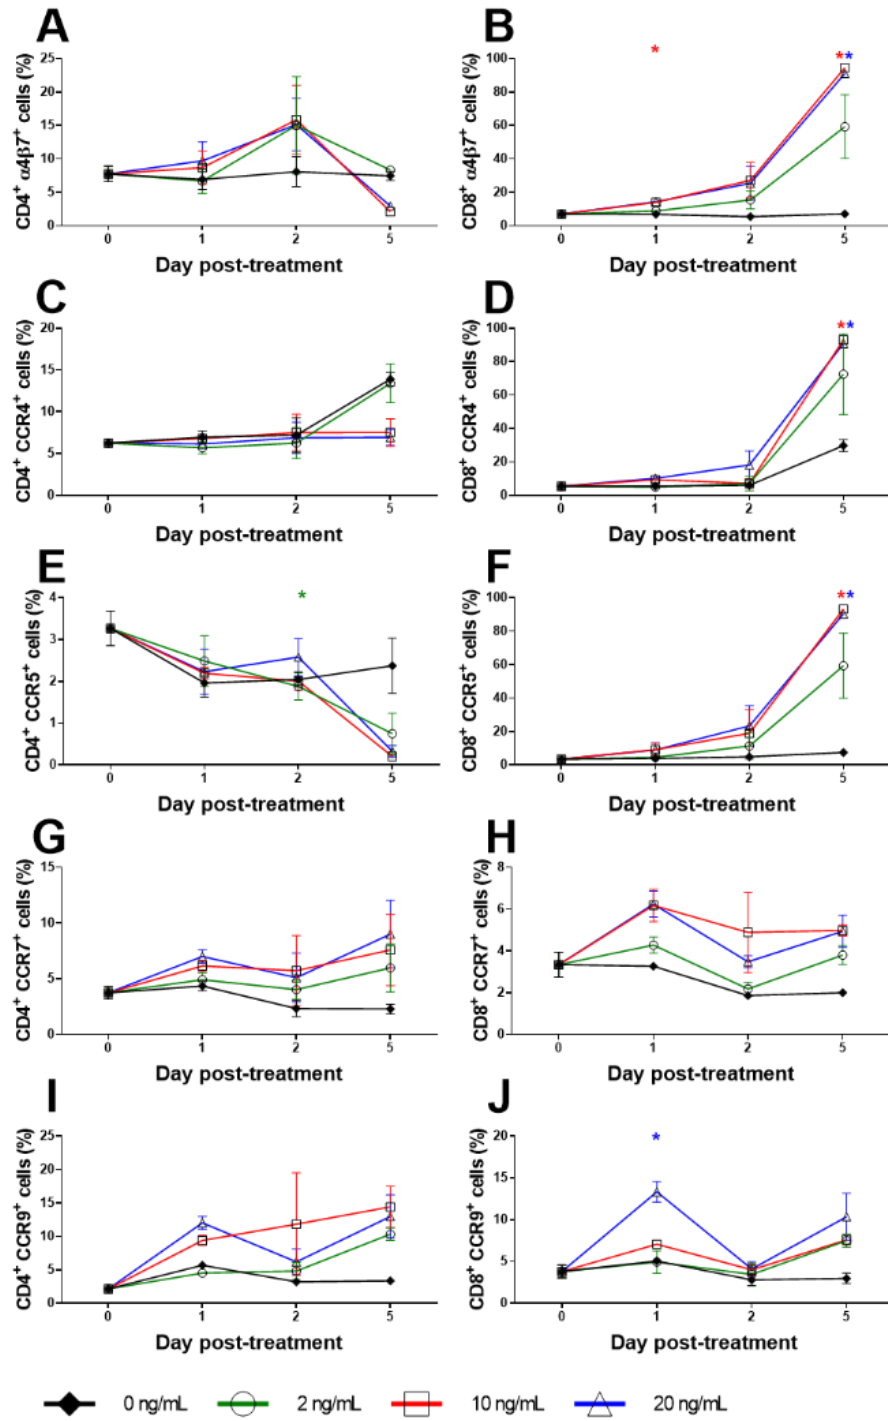 A
CD4+ α4β7+ cells (%)
25
20
15
10
5
0
0 1 2 5
Day post-treatment
B
CD8+ α4β7+ cells (%)
100
80
60
40
20
0
* **
0 1 2 5
Day post-treatment
C
CD4+ CCR4+ cells (%)
20
15
10
5
0
0 1 2 5
Day post-treatment
D
CD8+ CCR4+ cells (%)
100
80
60
40
20
0
**
0 1 2 5
Day post-treatment
E
CD4+ CCR5+ cells (%)
4
3
2
1
0
*
0 1 2 5
Day post-treatment
F
CD8+ CCR5+ cells (%)
100
80
60
40
20
0
**
0 1 2 5
Day post-treatment
G
CD4+ CCR7+ cells (%)
15
10
5
0
0 1 2 5
Day post-treatment
H
CD8+ CCR7+ cells (%)
8
6
4
2
0
0 1 2 5
Day post-treatment
I
CD4+ CCR9+ cells (%)
25
20
15
10
5
0
0 1 2 5
Day post-treatment
J
CD8+ CCR9+ cells (%)
20
15
10
5
0
*
0 1 2 5
Day post-treatment
0 ng/mL 2 ng/mL 10 ng/mL 20 ng/mL